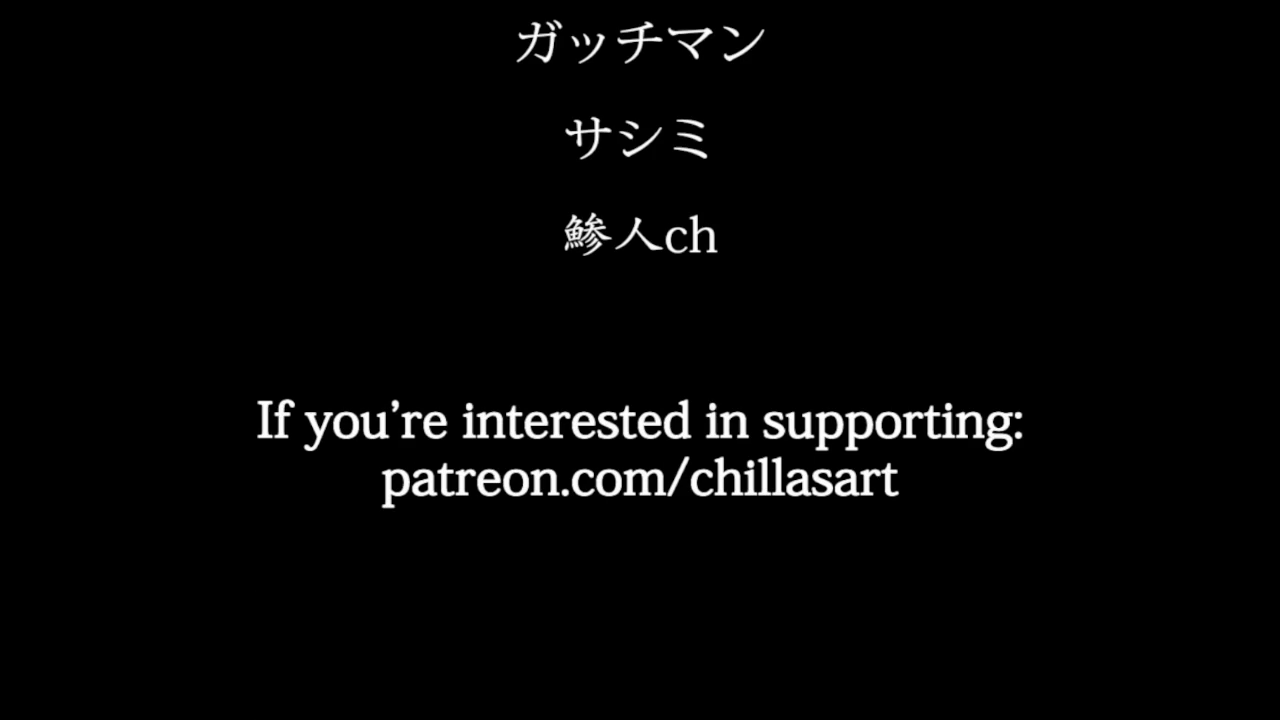 ガッチマン
サシミ
鯵人ch
If you’re interested in supporting:
patreon.com/chillasart